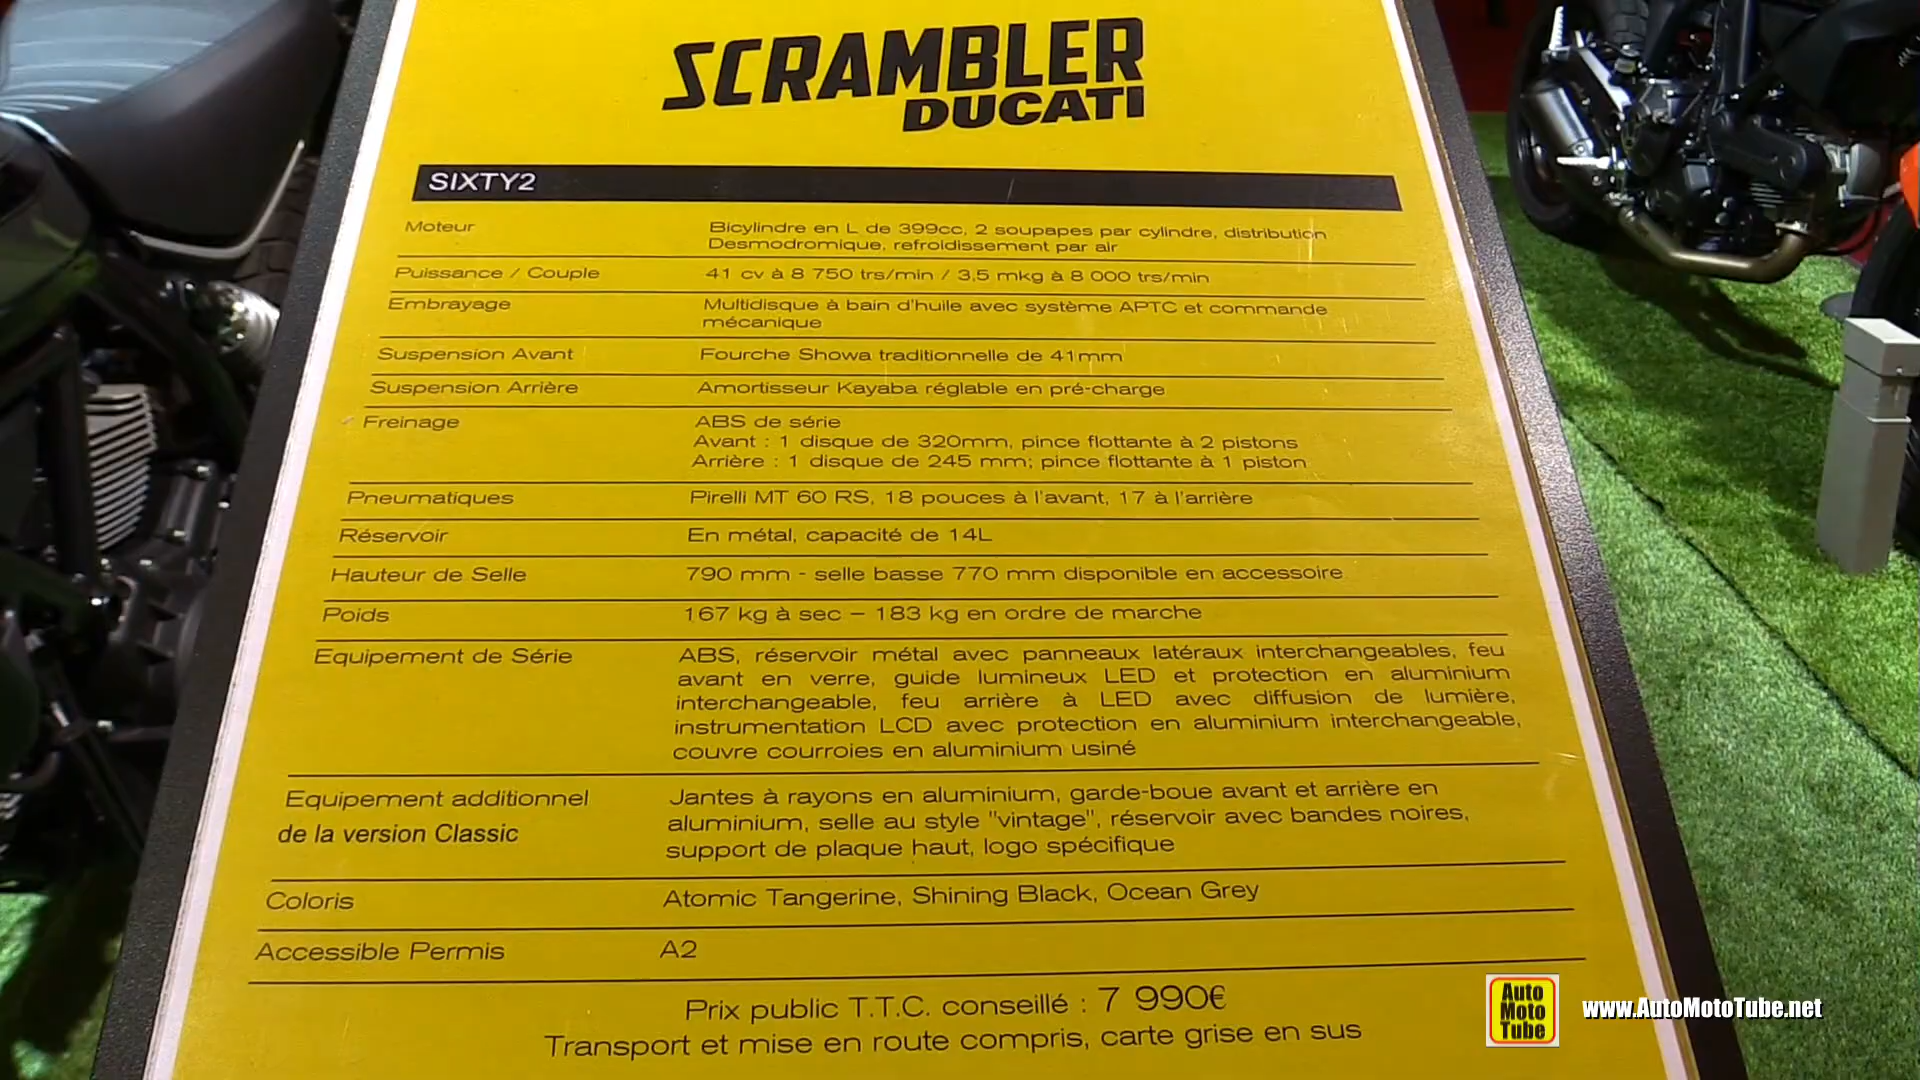 SCRAMBLER
DUCATI
SIXTY2
Moteur Bicylindre en L de 399cc, 2 soupapes par cylindre, distribution
Desmodromique, refroidissement par air
Puissance / Couple 41 cv à 8 750 trs/min / 3,5 mkg à 8 000 trs/min
Embrayage Multidisque à bain d'huile avec système APTC et commande
mécanique
Suspension Avant Fourche Showa traditionnelle de 41mm
Suspension Arrière Amortisseur Kayaba réglable en pré-charge
Freinage ABS de série
Avant : 1 disque de 320mm, pince flottante à 2 pistons
Arrière : 1 disque de 245 mm; pince flottante à 1 piston
Pneumatiques Pirelli MT 60 RS, 18 pouces à l'avant, 17 à l'arrière
Réservoir En métal, capacité de 14L
Hauteur de Selle 790 mm - selle basse 770 mm disponible en accessoire
Poids 167 kg à sec – 183 kg en ordre de marche
Equipement de Série ABS, réservoir métal avec panneaux latéraux interchangeables, feu
avant en verre, guide lumineux LED et protection en aluminium
interchangeable, feu arrière à LED avec diffusion de lumière,
instrumentation LCD avec protection en aluminium interchangeable,
couvre courroies en aluminium usiné
Equipement additionnel Jantes à rayons en aluminium, garde-boue avant et arrière en
de la version Classic aluminium, selle au style "vintage", réservoir avec bandes noires,
support de plaque haut, logo spécifique
Coloris Atomic Tangerine, Shining Black, Ocean Grey
Accessible Permis A2
Prix public T.T.C. conseillé : 7 990€
Transport et mise en route compris, carte grise en sus
Auto
Moto
Tube
www.AutoMotoTube.net